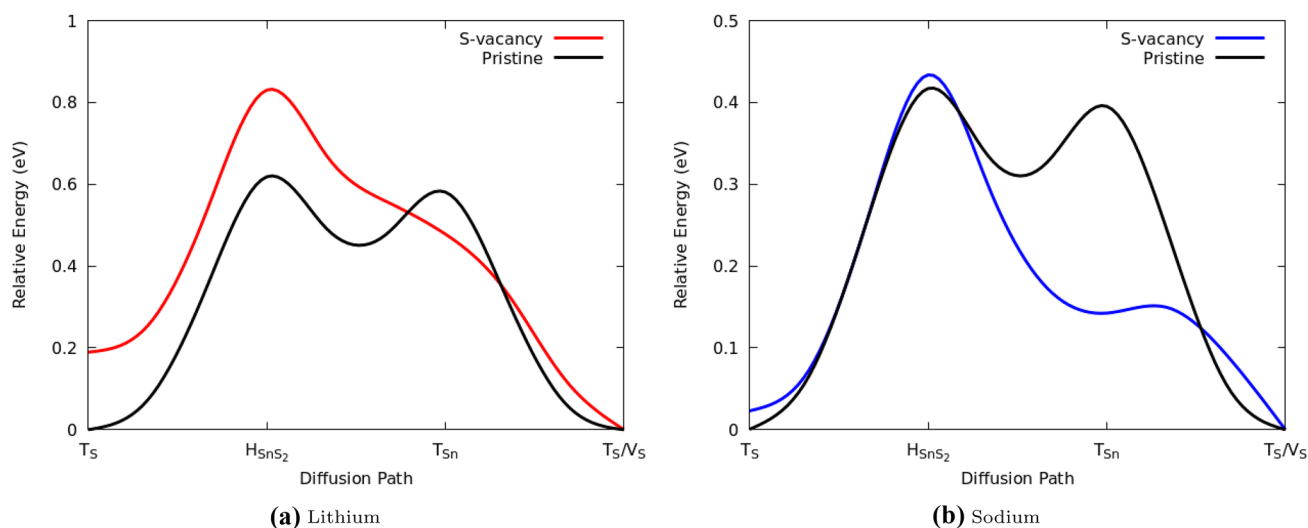 1
0.8
0.6
0.4
0.2
0
Relative Energy (eV)
S-vacancy
Pristine
T_S H_SnS₂ T_Sn T_S/V_S
Diffusion Path
(a) Lithium
0.5
0.4
0.3
0.2
0.1
0
Relative Energy (eV)
S-vacancy
Pristine
T_S H_SnS₂ T_Sn T_S/V_S
Diffusion Path
(b) Sodium